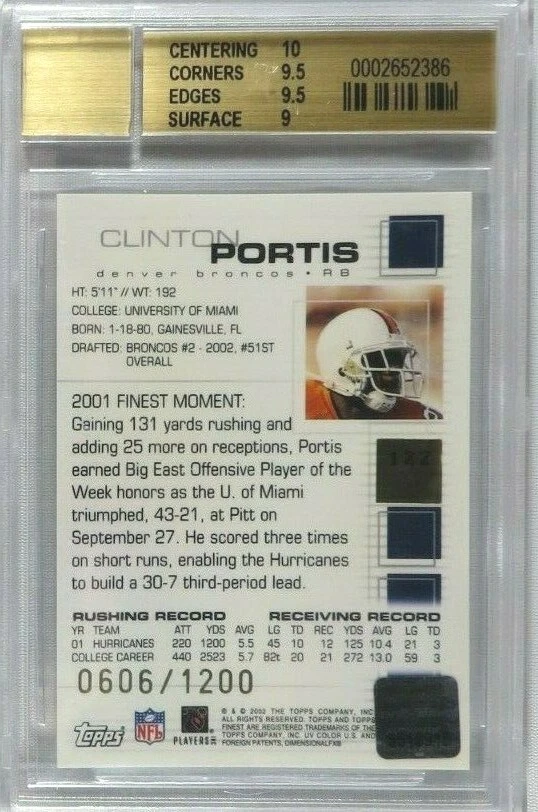 CENTERING 10
CORNERS 9.5
EDGES 9.5
SURFACE 9
0002652386
CLINTON
PORTIS
denver broncos • RB
HT: 5'11" // WT: 192
COLLEGE: UNIVERSITY OF MIAMI
BORN: 1-18-80, GAINESVILLE, FL
DRAFTED: BRONCOS #2 - 2002, #51ST
OVERALL
2001 FINEST MOMENT:
Gaining 131 yards rushing and
adding 25 more on receptions, Portis
earned Big East Offensive Player of the
Week honors as the U. of Miami
triumphed, 43-21, at Pitt on
September 27. He scored three times
on short runs, enabling the Hurricanes
to build a 30-7 third-period lead.
RUSHING RECORD RECEIVING RECORD
YR TEAM ATT YDS AVG LG TD REC YDS AVG LG TD
01 HURRICANES 220 1200 5.5 45 10 12 125 10.4 21 3
COLLEGE CAREER 440 2523 5.7 82t 20 21 272 13.0 59 3
0606/1200
Topps
NFL
PLAYERS INC
® & © 2002 THE TOPPS COMPANY, INC
ALL RIGHTS RESERVED. TOPPS AND TOPPS
FINEST ARE REGISTERED TRADEMARKS OF THE
TOPPS COMPANY, INC. UV COLOR U.S. AND
FOREIGN PATENTS, DIMENSIONALFX®